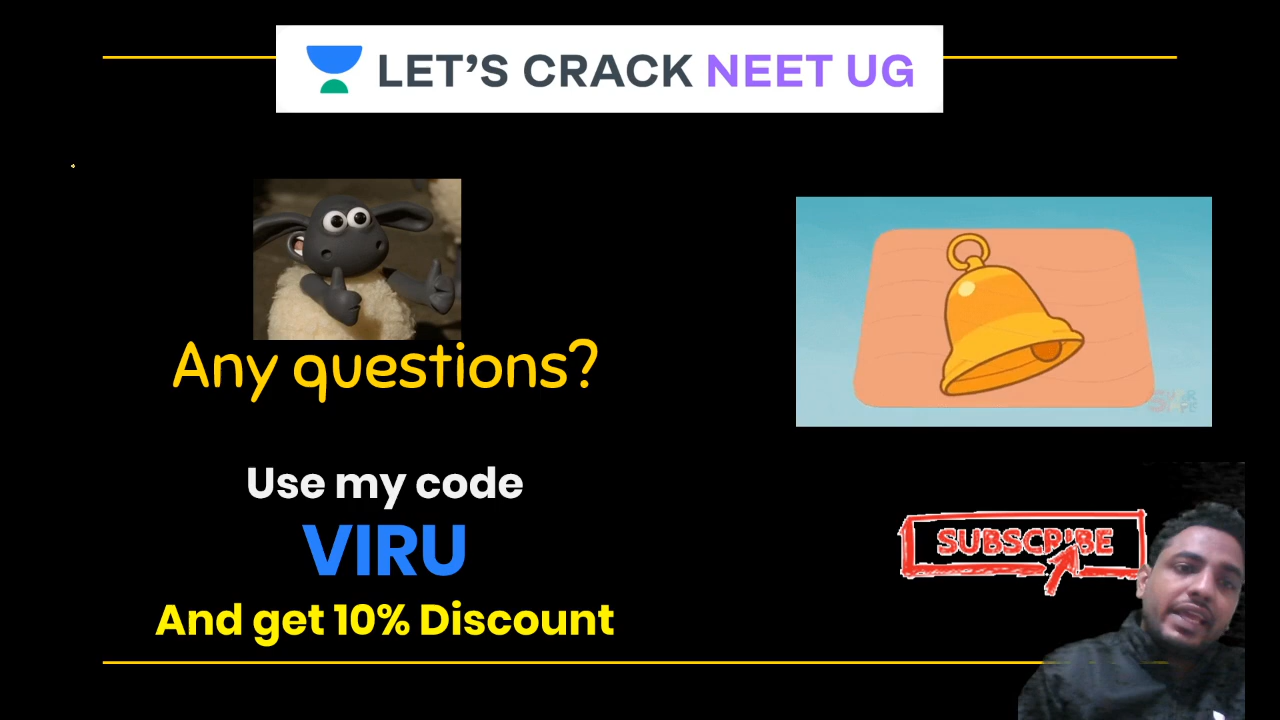 LET'S CRACK NEET UG
Any questions?
Use my code
VIRU
And get 10% Discount
SUBSCRIBE